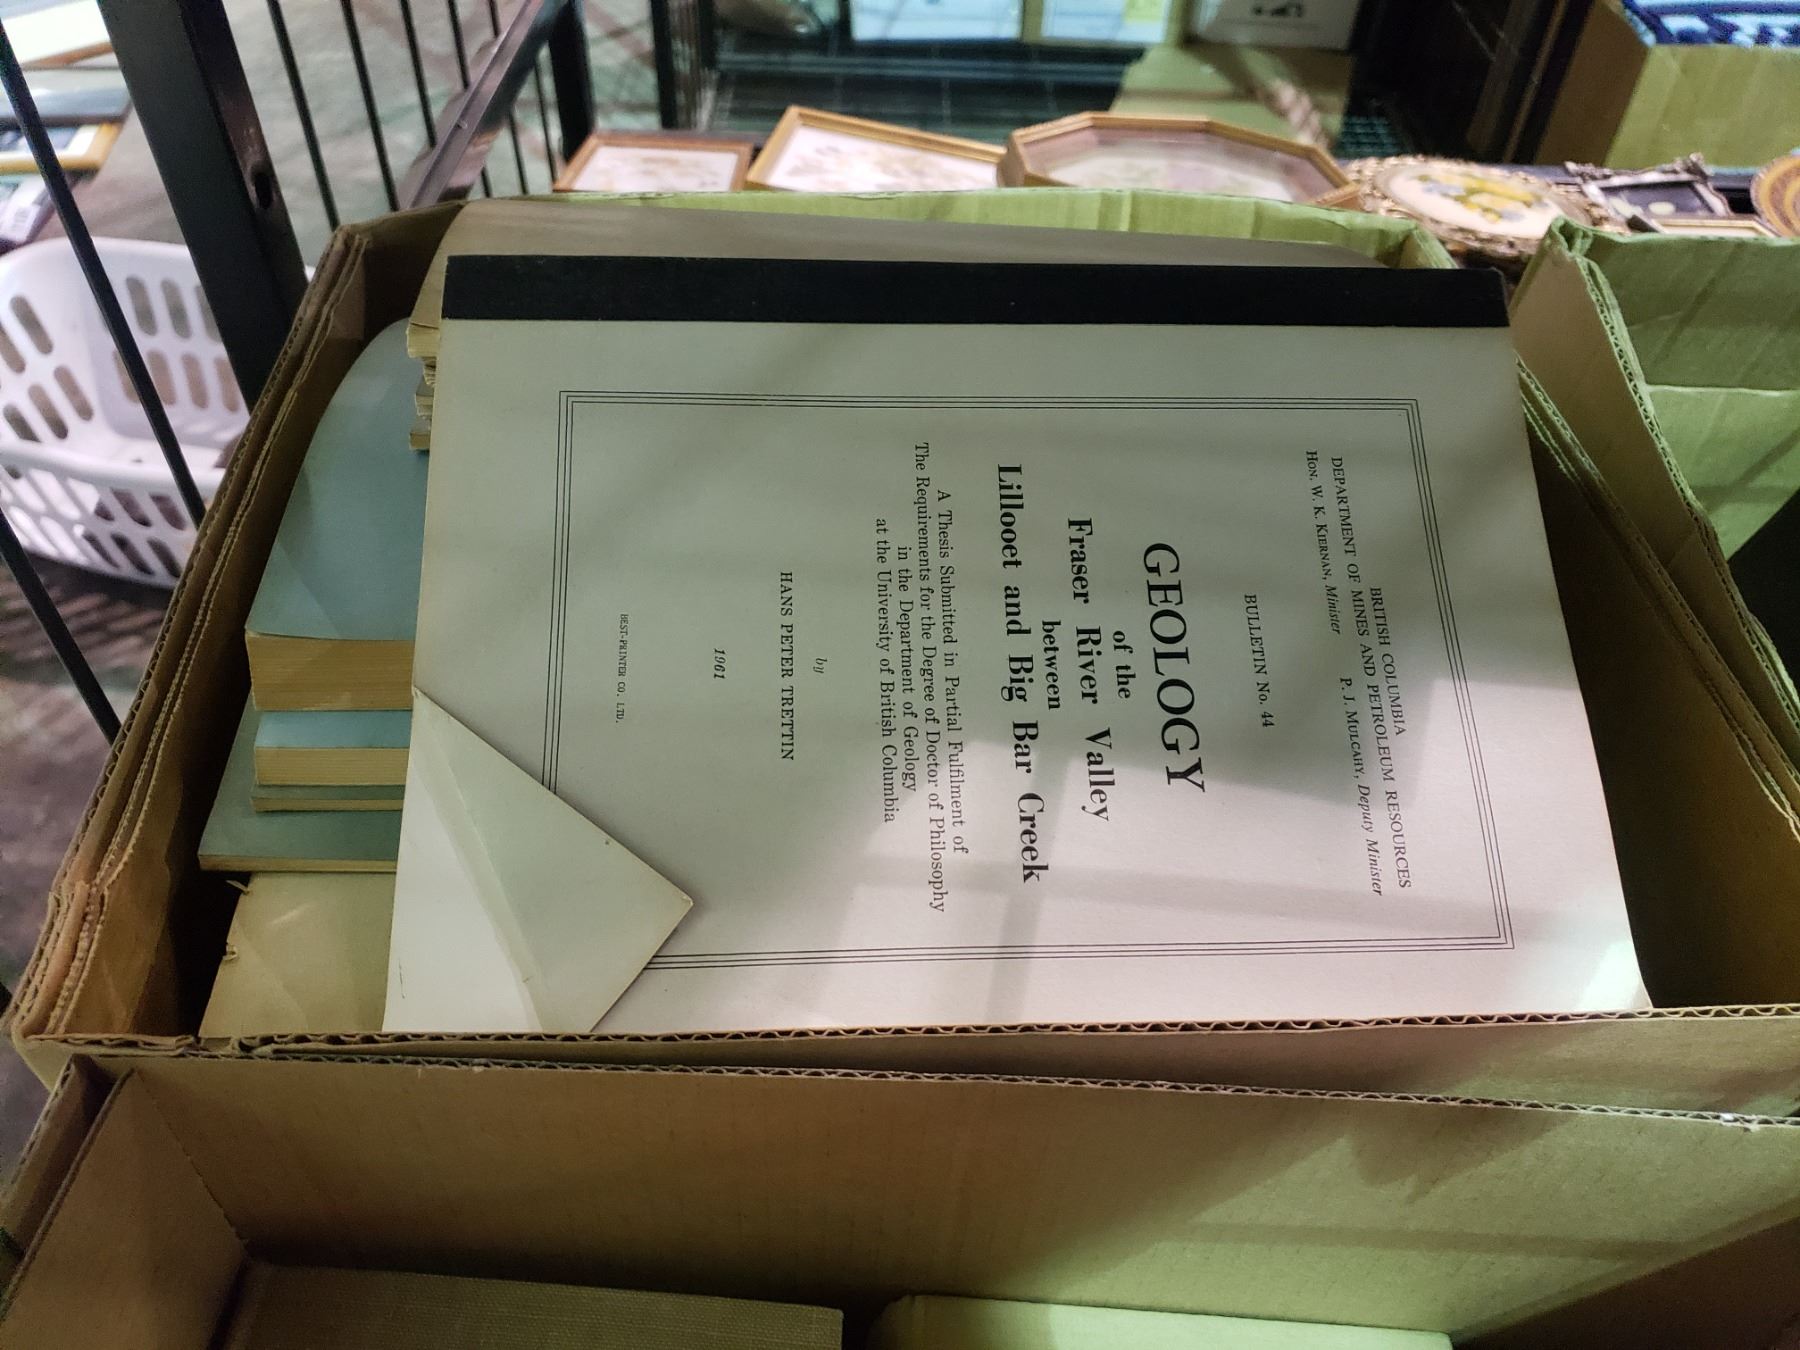 BRITISH COLUMBIA
DEPARTMENT OF MINES AND PETROLEUM RESOURCES
HON. W. K. KIERNAN, Minister P. J. MULCAHY, Deputy Minister
BULLETIN No. 44
GEOLOGY
of the
Fraser River Valley
between
Lillooet and Big Bar Creek
A Thesis Submitted in Partial Fulfilment of
The Requirements for the Degree of Doctor of Philosophy
in the Department of Geology
at the University of British Columbia
by
HANS PETER TRETTIN
1961
BEST-PRINTER CO. LTD.